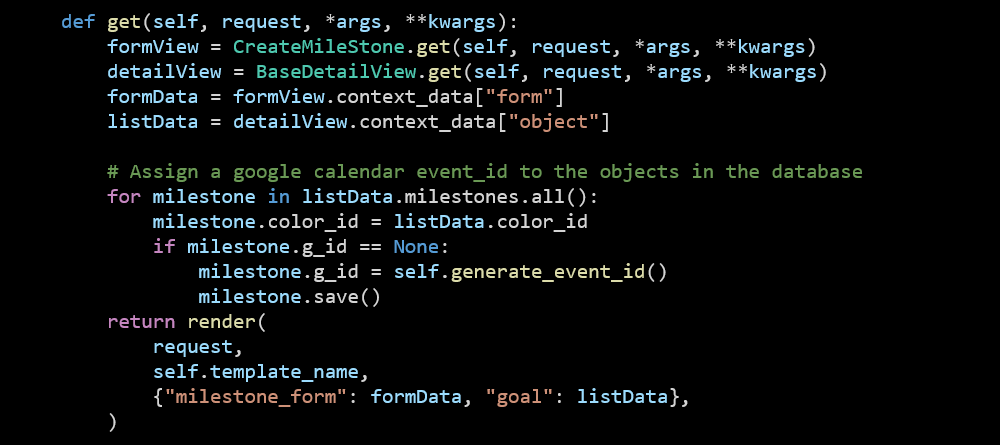 def get(self, request, *args, **kwargs):
    formView = CreateMileStone.get(self, request, *args, **kwargs)
    detailView = BaseDetailView.get(self, request, *args, **kwargs)
    formData = formView.context_data["form"]
    listData = detailView.context_data["object"]

    # Assign a google calendar event_id to the objects in the database
    for milestone in listData.milestones.all():
        milestone.color_id = listData.color_id
        if milestone.g_id == None:
            milestone.g_id = self.generate_event_id()
            milestone.save()
    return render(
        request,
        self.template_name,
        {"milestone_form": formData, "goal": listData},
    )